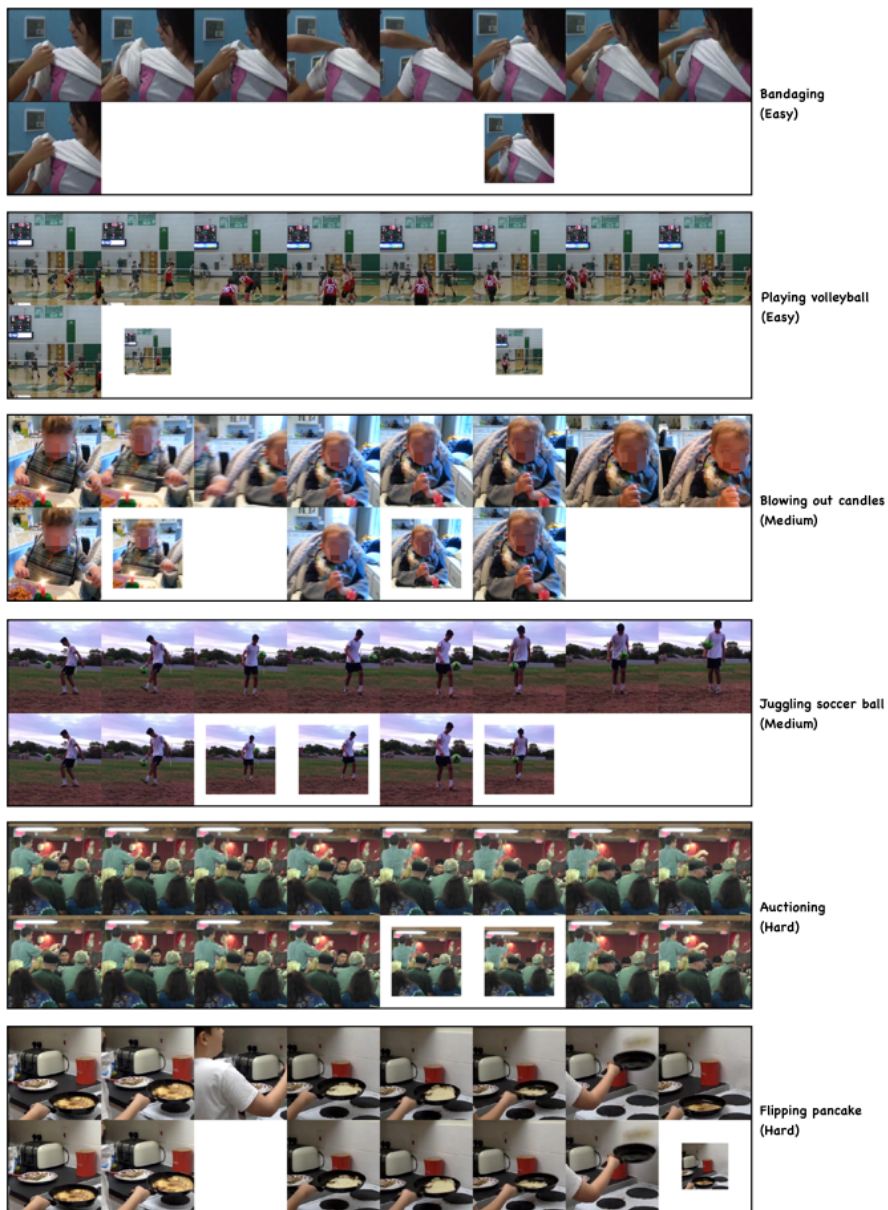 Bandaging
(Easy)
Playing volleyball
(Easy)
Blowing out candles
(Medium)
Juggling soccer ball
(Medium)
Auctioning
(Hard)
Flipping pancake
(Hard)